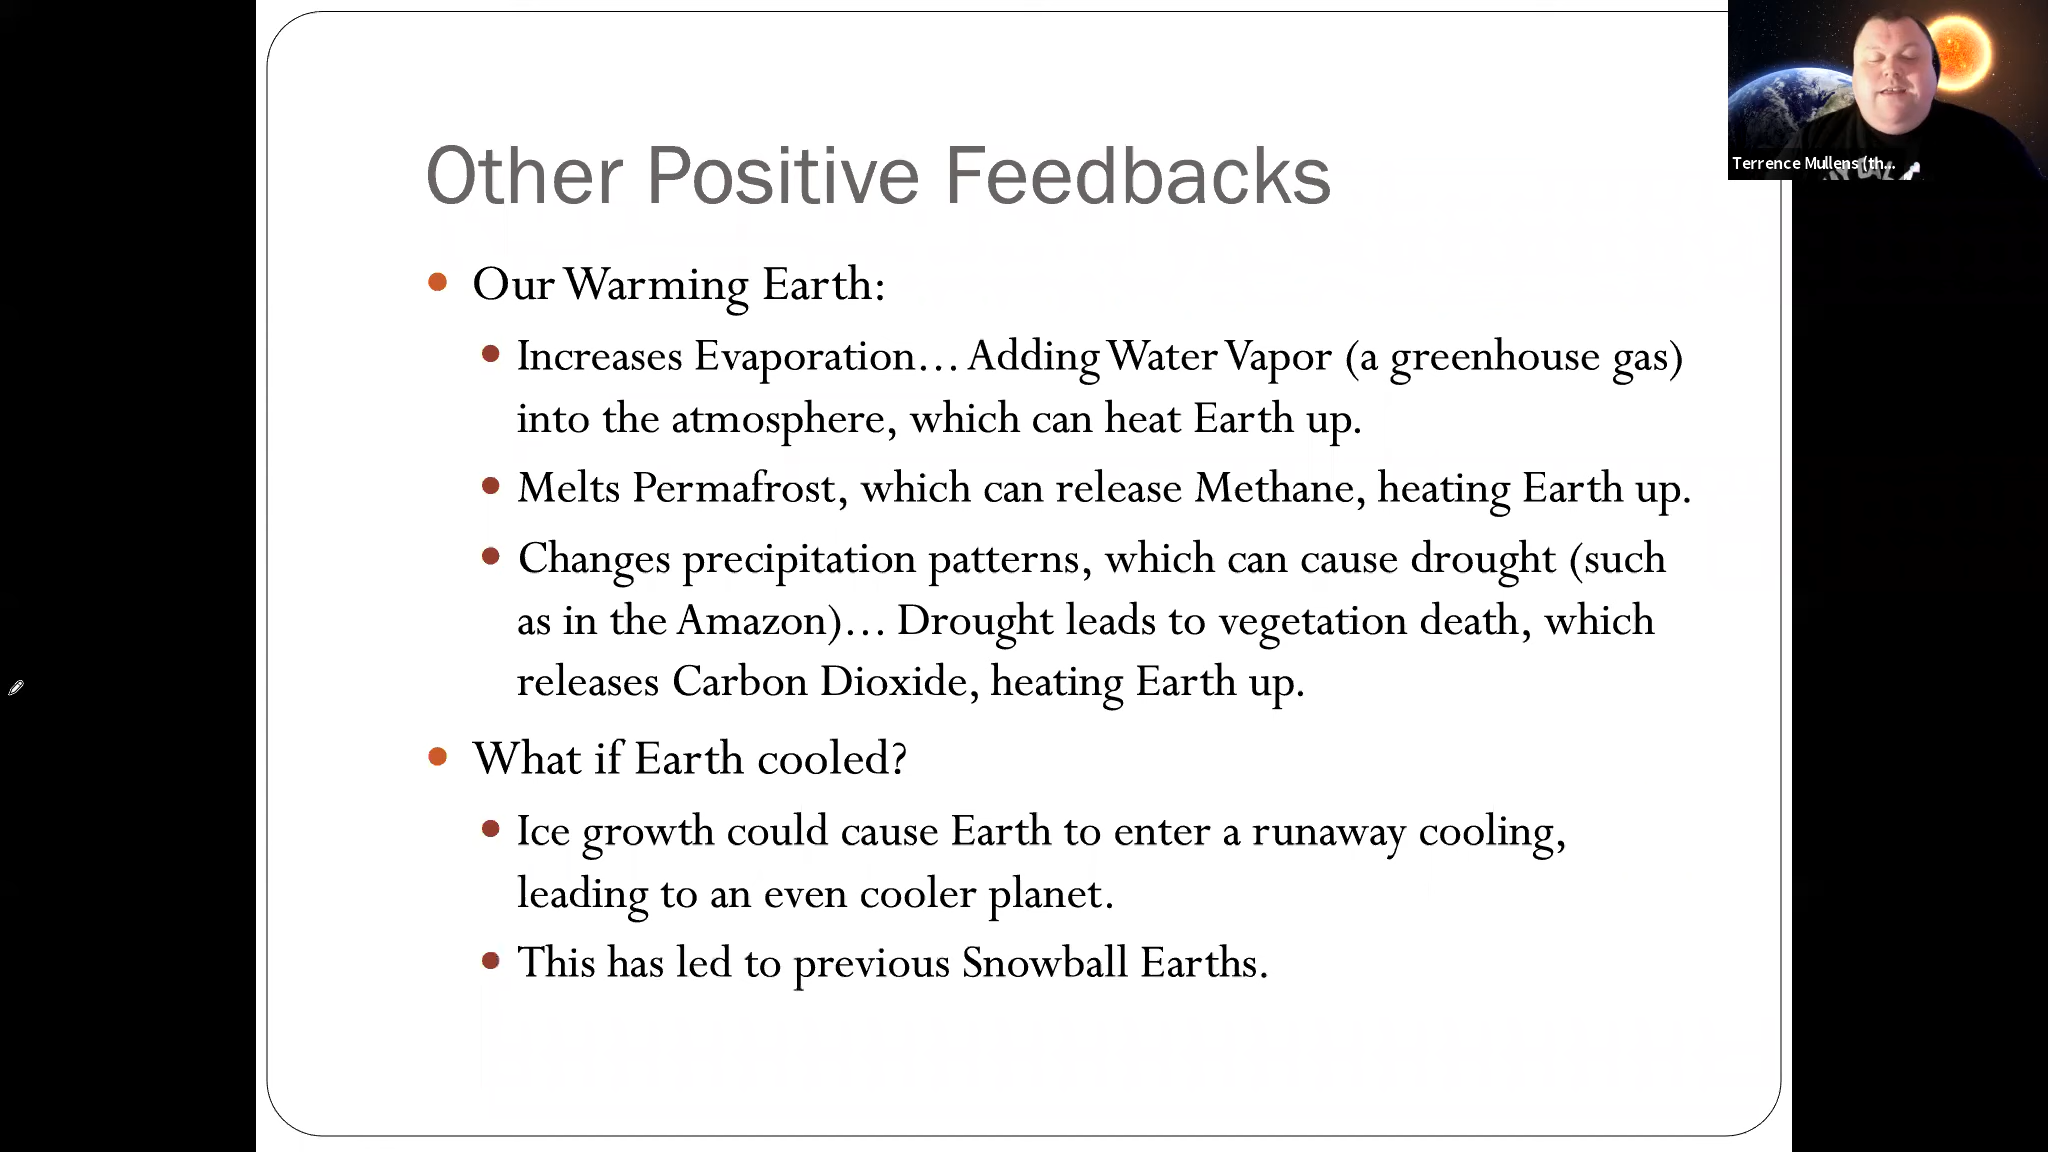 Other Positive Feedbacks
Terrence Mullens (th...
• Our Warming Earth:
• Increases Evaporation… Adding Water Vapor (a greenhouse gas)
into the atmosphere, which can heat Earth up.
• Melts Permafrost, which can release Methane, heating Earth up.
• Changes precipitation patterns, which can cause drought (such
as in the Amazon)… Drought leads to vegetation death, which
releases Carbon Dioxide, heating Earth up.
• What if Earth cooled?
• Ice growth could cause Earth to enter a runaway cooling,
leading to an even cooler planet.
• This has led to previous Snowball Earths.